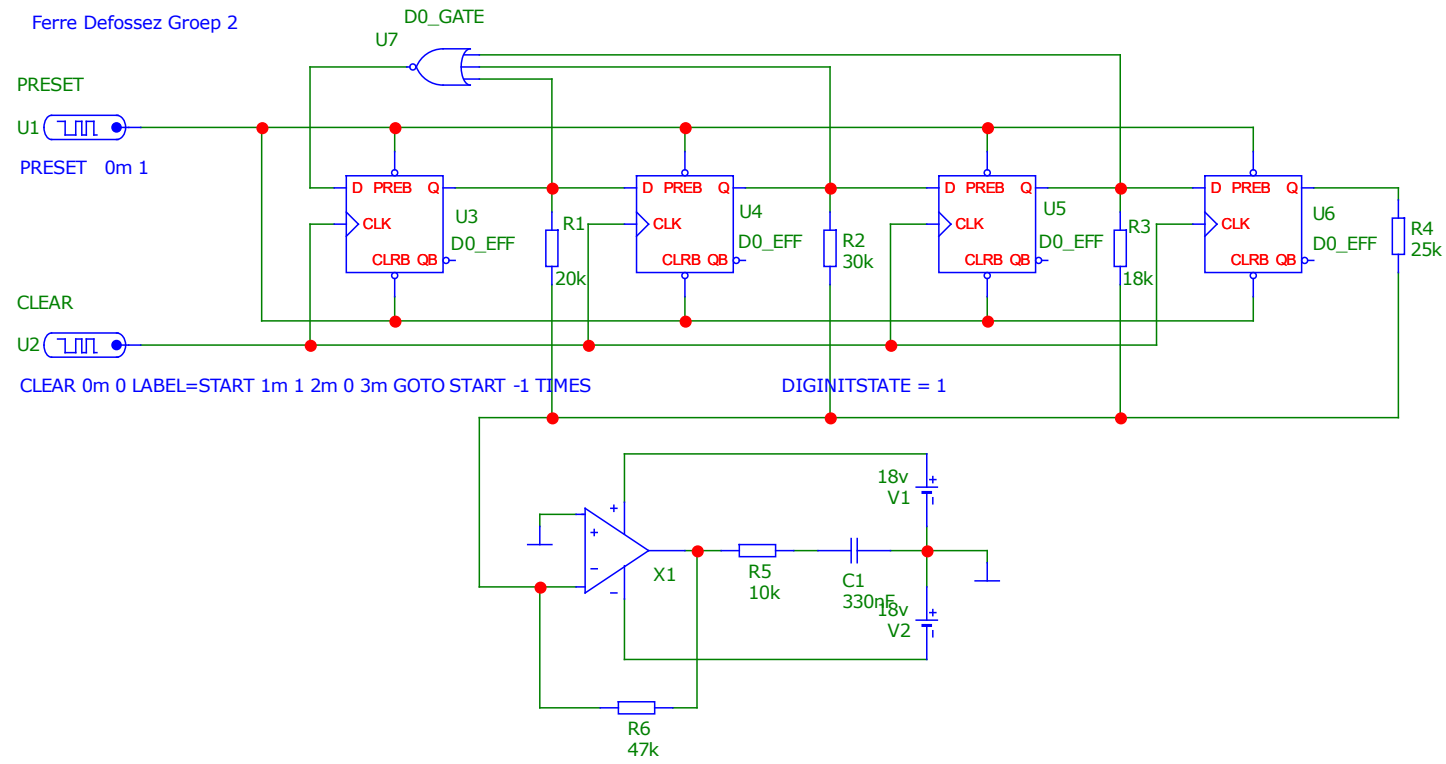 Ferre Defossez Groep 2
D0_GATE
U7
PRESET
U1
PRESET 0m 1
D PREB Q
CLK
CLRB QB
U3
D0_EFF
R1
20k
D PREB Q
CLK
CLRB QB
U4
D0_EFF
R2
30k
D PREB Q
CLK
CLRB QB
U5
D0_EFF
R3
18k
D PREB Q
CLK
CLRB QB
U6
D0_EFF
R4
25k
CLEAR
U2
CLEAR 0m 0 LABEL=START 1m 1 2m 0 3m GOTO START -1 TIMES
DIGINITSTATE = 1
18v
V1
X1
R5
10k
C1
330nF
18v
V2
R6
47k